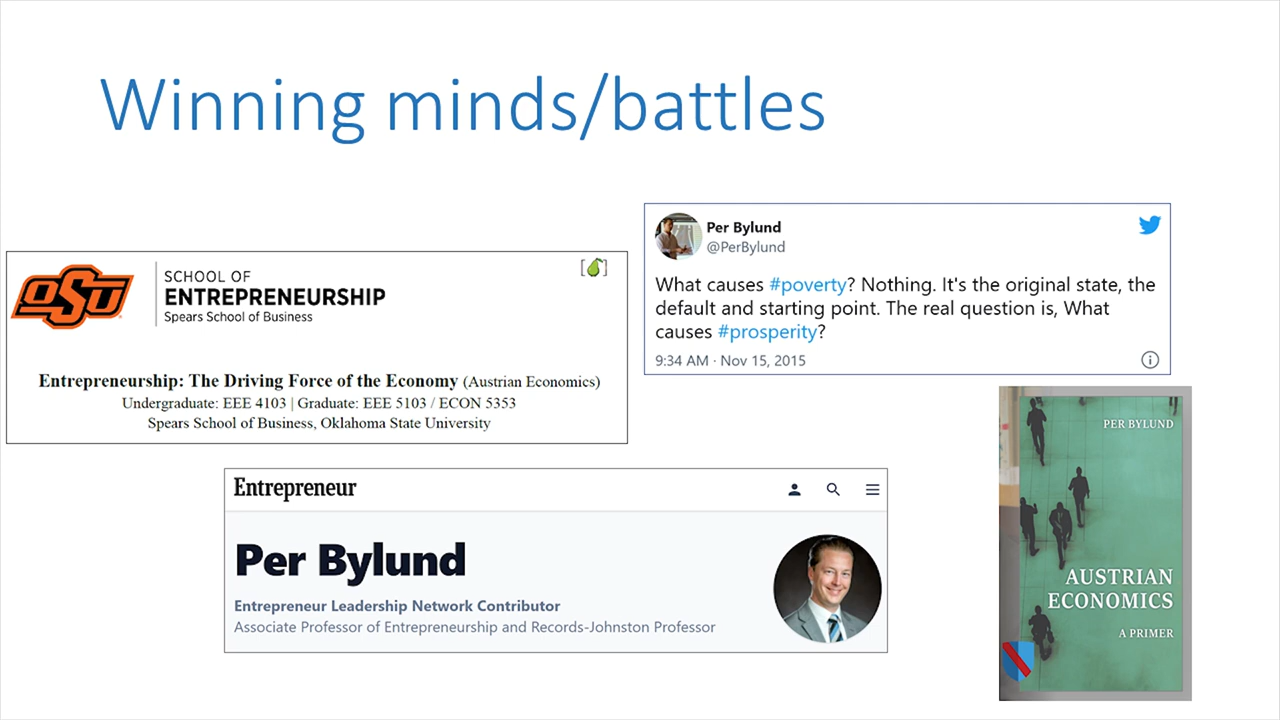 Winning minds/battles
Per Bylund
@PerBylund
What causes #poverty? Nothing. It's the original state, the
default and starting point. The real question is, What
causes #prosperity?
9:34 AM · Nov 15, 2015
OSU
SCHOOL OF
ENTREPRENEURSHIP
Spears School of Business
Entrepreneurship: The Driving Force of the Economy (Austrian Economics)
Undergraduate: EEE 4103 | Graduate: EEE 5103 / ECON 5353
Spears School of Business, Oklahoma State University
PER BYLUND
AUSTRIAN
ECONOMICS
A PRIMER
Entrepreneur
Per Bylund
Entrepreneur Leadership Network Contributor
Associate Professor of Entrepreneurship and Records-Johnston Professor